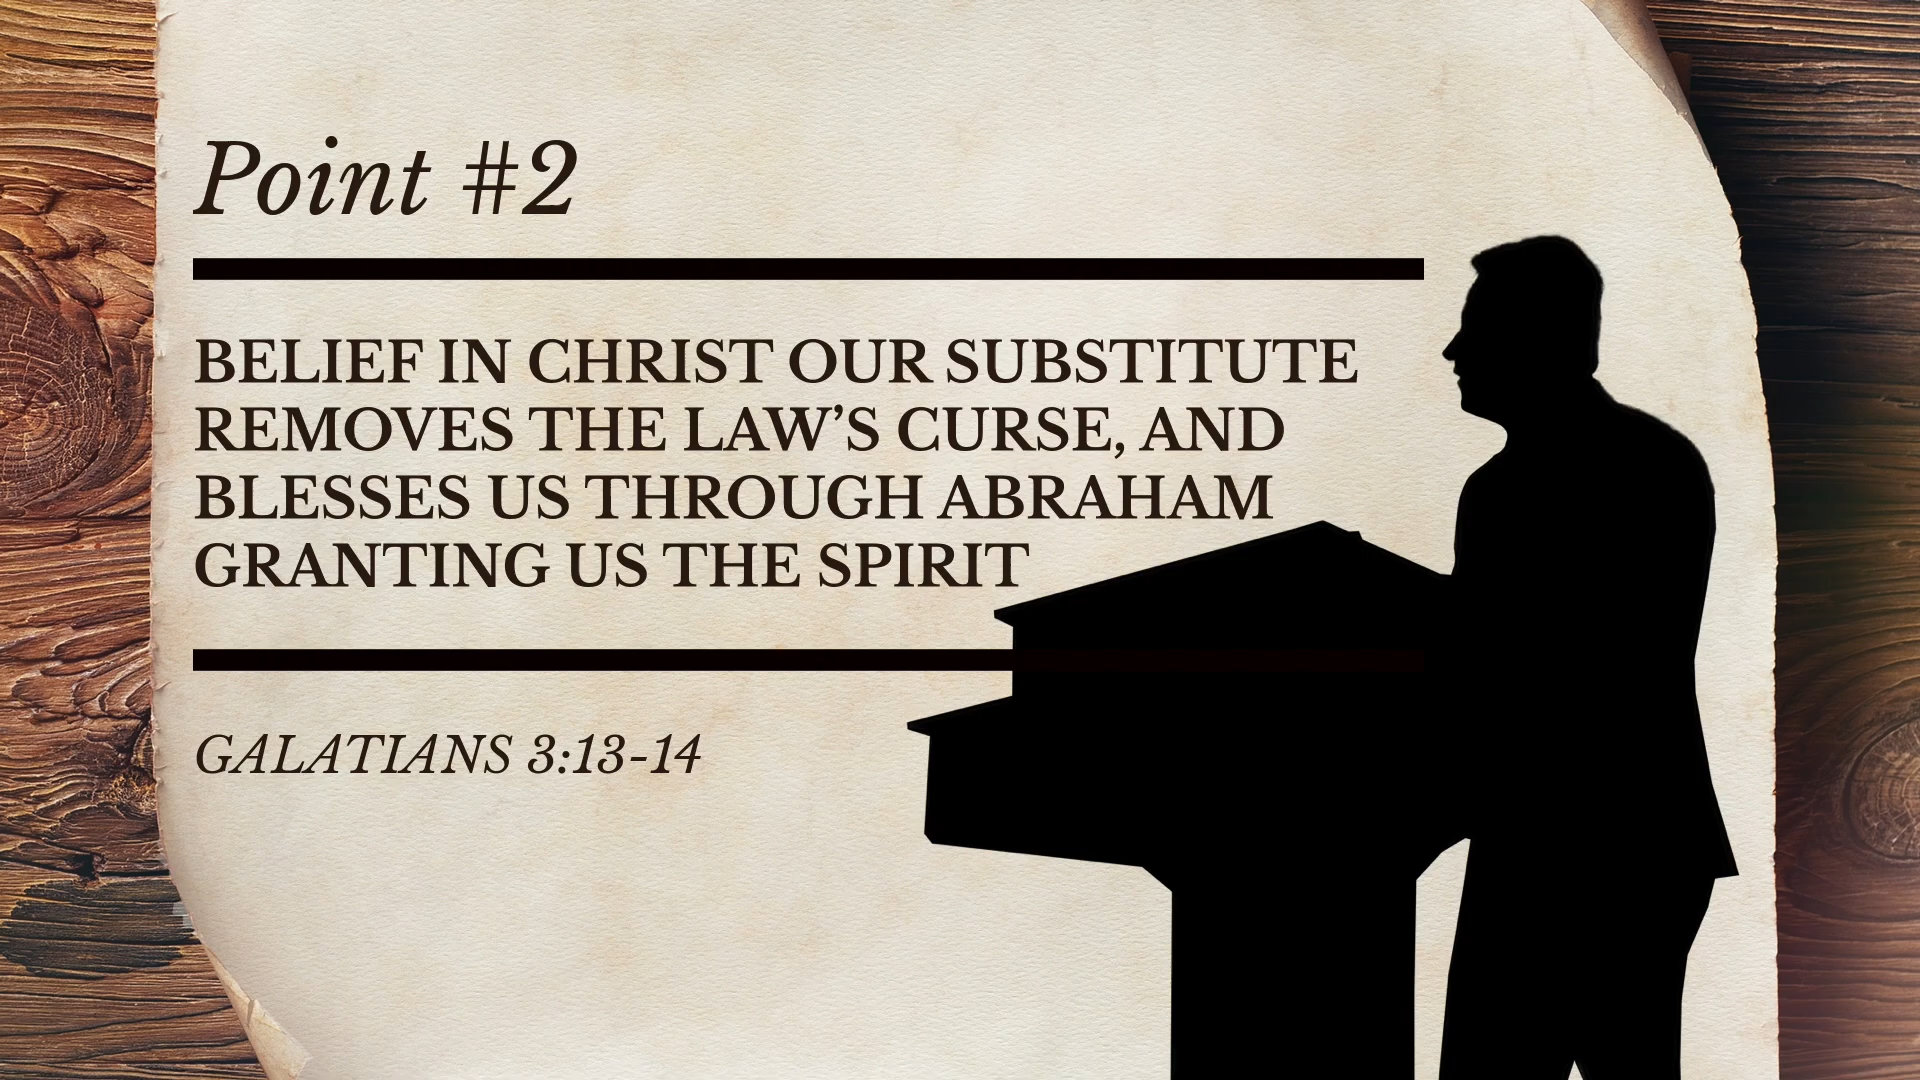 Point #2
BELIEF IN CHRIST OUR SUBSTITUTE
REMOVES THE LAW’S CURSE, AND
BLESSES US THROUGH ABRAHAM
GRANTING US THE SPIRIT
GALATIANS 3:13-14